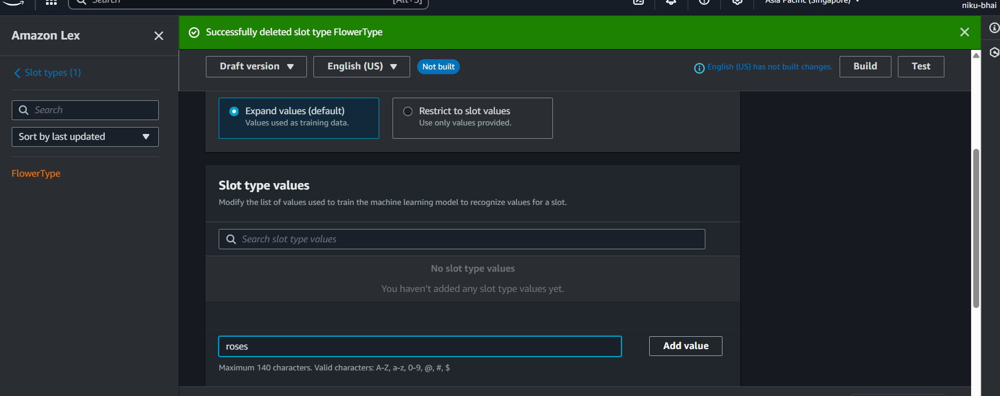 Search
[Alt+S]
Asia Pacific (Singapore)
niku-bhai
Amazon Lex
Successfully deleted slot type FlowerType
Slot types (1)
Draft version
English (US)
Not built
English (US) has not built changes.
Build
Test
Search
Sort by last updated
FlowerType
Expand values (default)
Values used as training data.
Restrict to slot values
Use only values provided.
Slot type values
Modify the list of values used to train the machine learning model to recognize values for a slot.
Search slot type values
No slot type values
You haven't added any slot type values yet.
roses
Add value
Maximum 140 characters. Valid characters: A-Z, a-z, 0-9, @, #, $